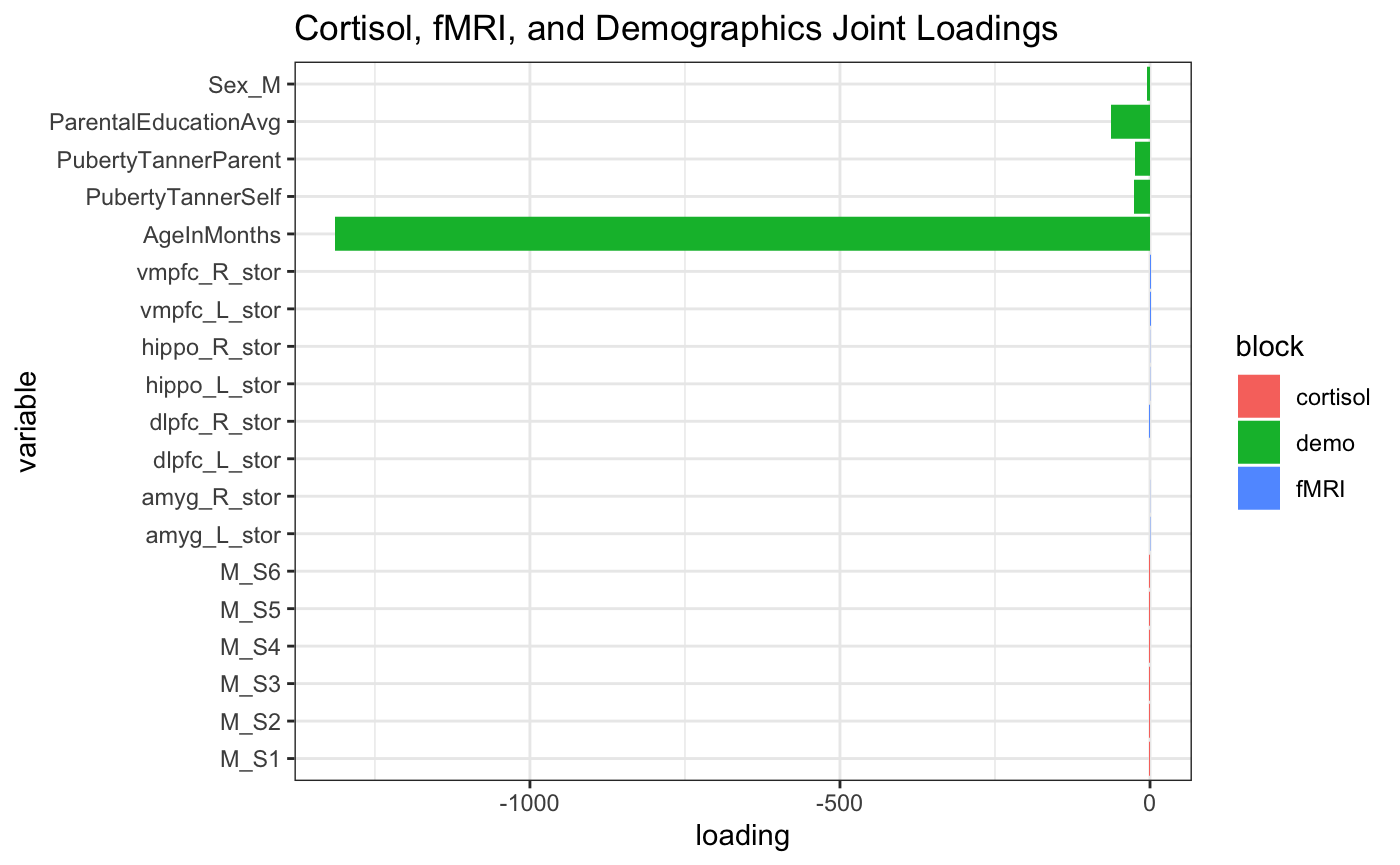 Cortisol, fMRI, and Demographics Joint Loadings
variable
Sex_M
ParentalEducationAvg
PubertyTannerParent
PubertyTannerSelf
AgeInMonths
vmpfc_R_stor
vmpfc_L_stor
hippo_R_stor
hippo_L_stor
dlpfc_R_stor
dlpfc_L_stor
amyg_R_stor
amyg_L_stor
M_S6
M_S5
M_S4
M_S3
M_S2
M_S1
-1000 -500 0
loading
block
cortisol
demo
fMRI